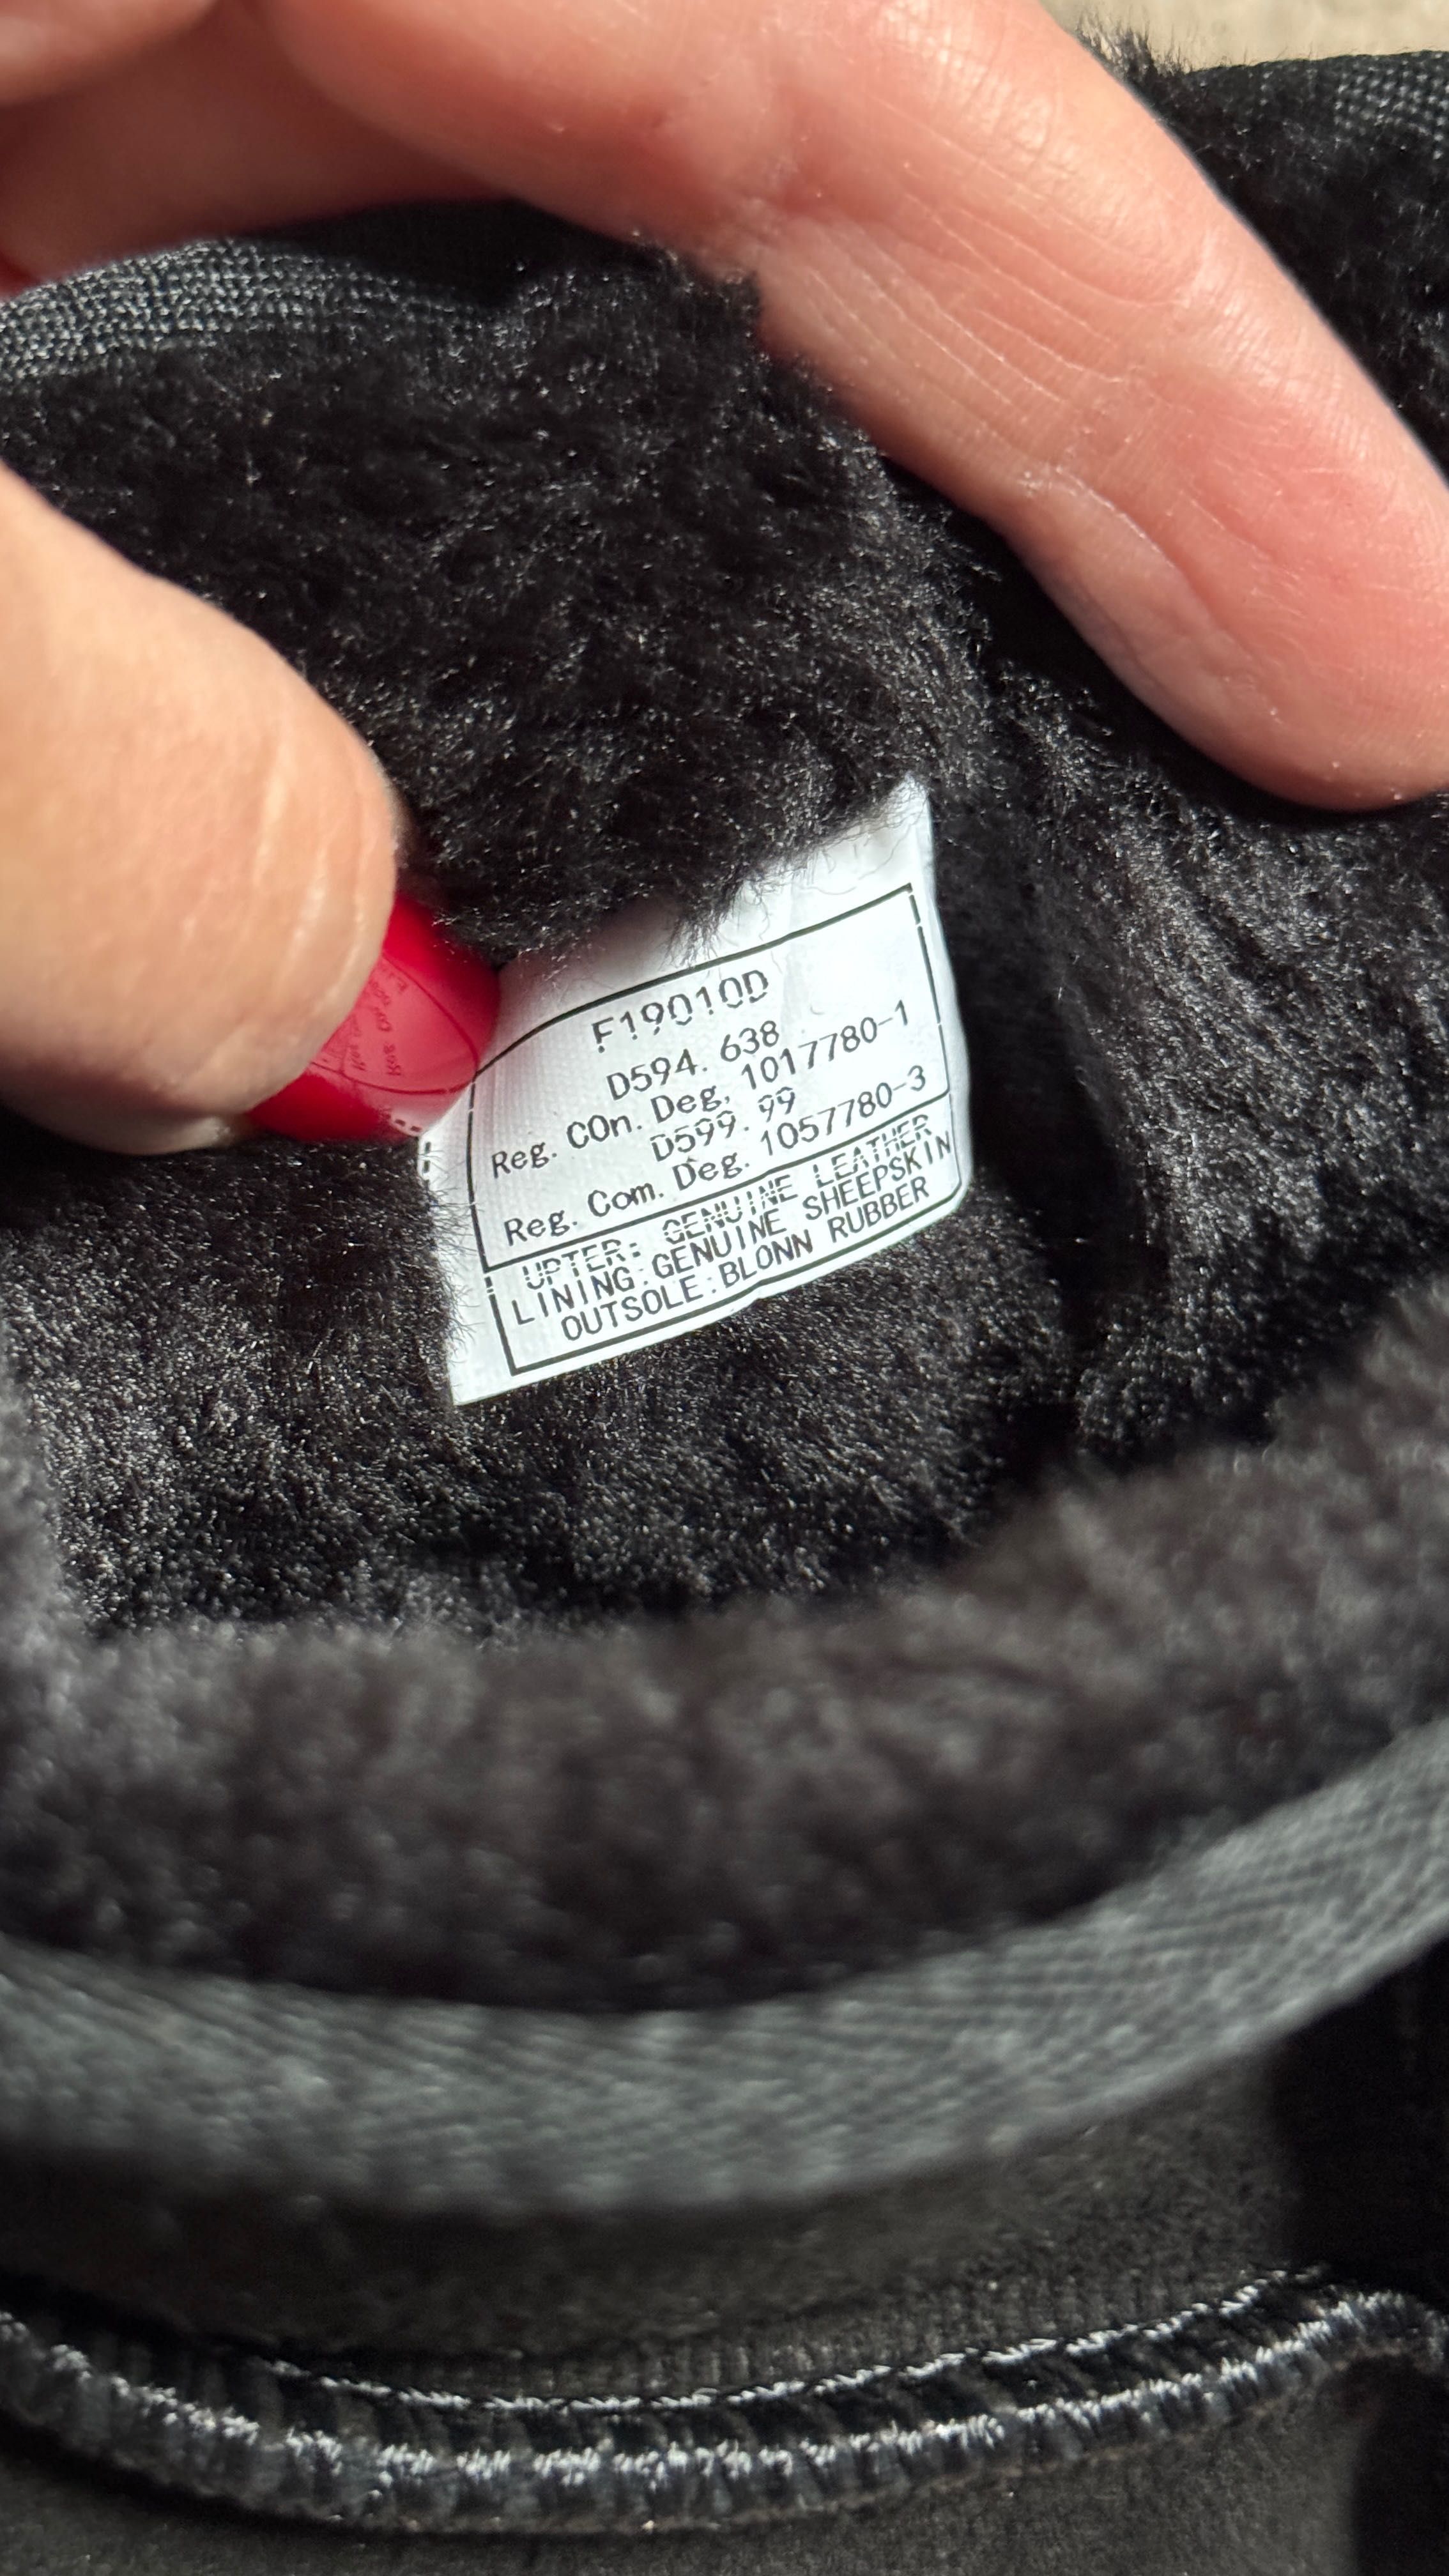 F19010D
D594. 638
Reg. COn. Deg, 1017780-1
D599. 99
Reg. Com. Deg. 1057780-3
UPTER: GENUINE LEATHER
LINING:GENUINE SHEEPSKIN
OUTSOLE:BLONN RUBBER